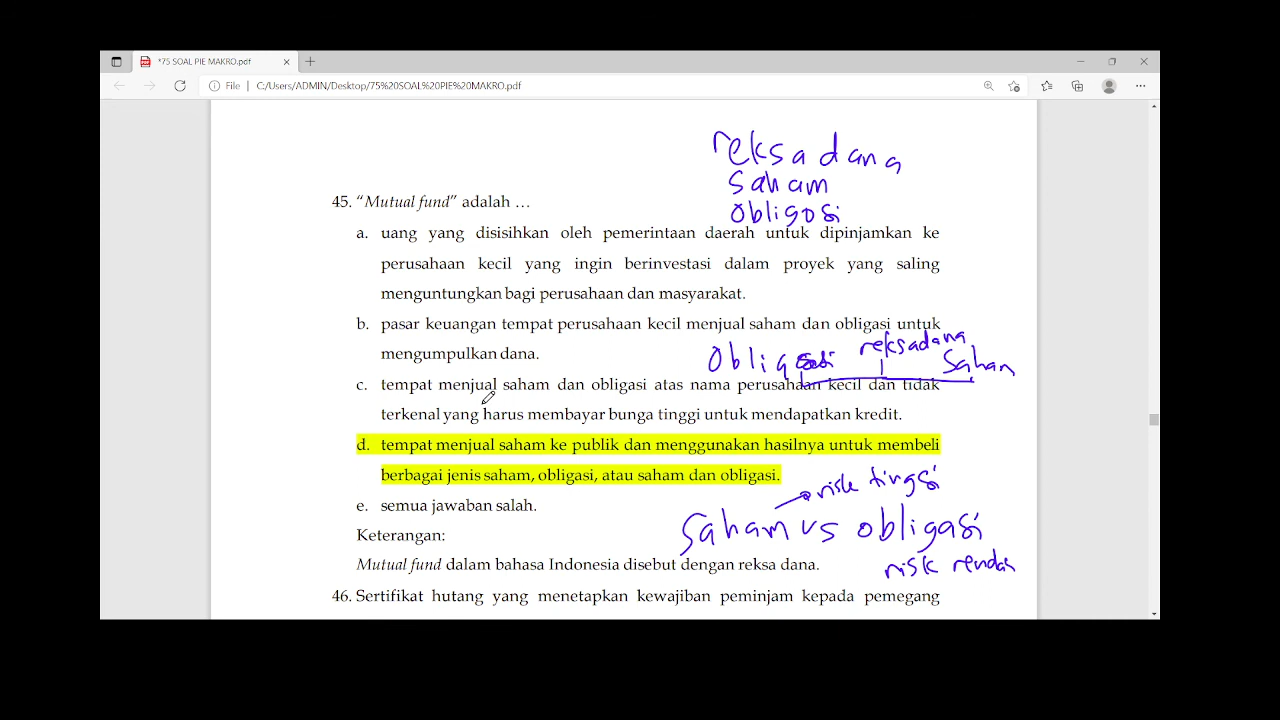 *75 SOAL PIE MAKRO.pdf
File
C:/Users/ADMIN/Desktop/75%20SOAL%20PIE%20MAKRO.pdf
reksadana
saham
obligasi
45. “Mutual fund” adalah …
a. uang yang disisihkan oleh pemerintaan daerah untuk dipinjamkan ke
perusahaan kecil yang ingin berinvestasi dalam proyek yang saling
menguntungkan bagi perusahaan dan masyarakat.
b. pasar keuangan tempat perusahaan kecil menjual saham dan obligasi untuk
mengumpulkan dana.
Obligasi reksadana saham
c. tempat menjual saham dan obligasi atas nama perusahaan kecil dan tidak
terkenal yang harus membayar bunga tinggi untuk mendapatkan kredit.
d. tempat menjual saham ke publik dan menggunakan hasilnya untuk membeli
berbagai jenis saham, obligasi, atau saham dan obligasi.
risk tinggi
e. semua jawaban salah.
saham vs obligasi
Keterangan:
risk rendah
Mutual fund dalam bahasa Indonesia disebut dengan reksa dana.
46. Sertifikat hutang yang menetapkan kewajiban peminjam kepada pemegang